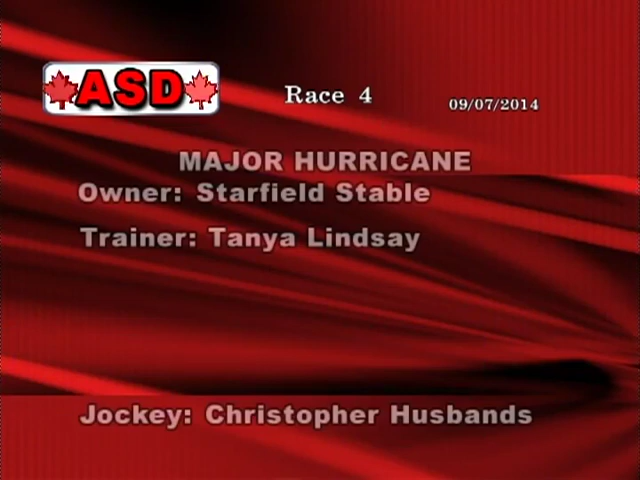 ASD
Race 4
09/07/2014
MAJOR HURRICANE
Owner: Starfield Stable
Trainer: Tanya Lindsay
Jockey: Christopher Husbands